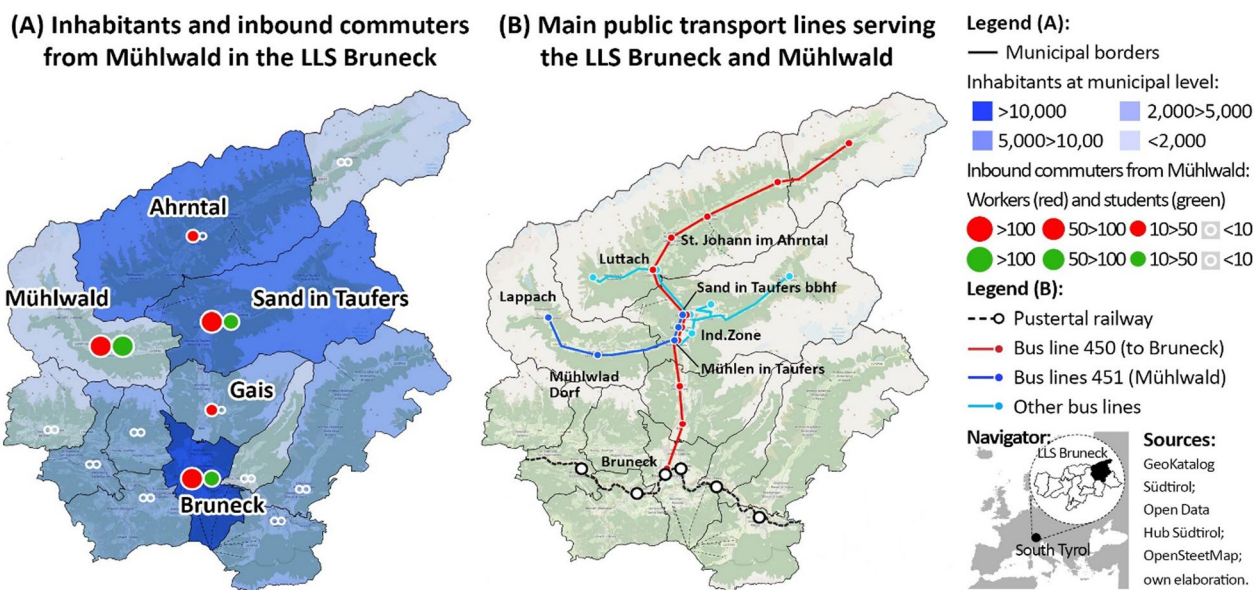 (A) Inhabitants and inbound commuters
from Mühlwald in the LLS Bruneck
Ahrntal
Mühlwald
Sand in Taufers
Gais
Bruneck
(B) Main public transport lines serving
the LLS Bruneck and Mühlwald
St. Johann im Ahrntal
Luttach
Lappach
Sand in Taufers bbhf
Ind.Zone
Mühlen in Taufers
Mühlwlad
Dorf
Bruneck
Legend (A):
Municipal borders
Inhabitants at municipal level:
>10,000
2,000>5,000
5,000>10,00
<2,000
Inbound commuters from Mühlwald:
Workers (red) and students (green)
>100 50>100 10>50 <10
>100 50>100 10>50 <10
Legend (B):
Pustertal railway
Bus line 450 (to Bruneck)
Bus lines 451 (Mühlwald)
Other bus lines
Navigator:
LLS Bruneck
South Tyrol
Sources:
GeoKatalog
Südtirol;
Open Data
Hub Südtirol;
OpenSteetMap;
own elaboration.